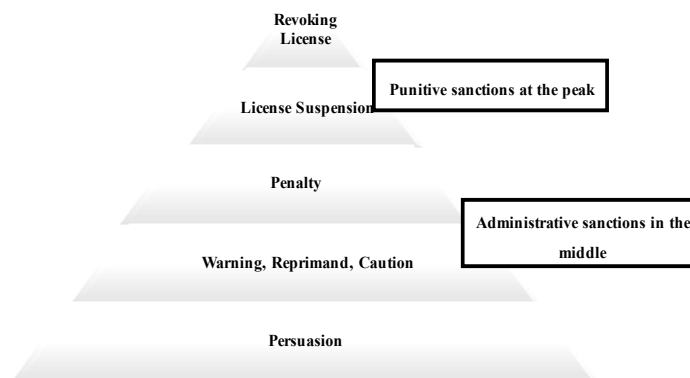 Revoking
License
Punitive sanctions at the peak
License Suspension
Penalty
Administrative sanctions in the
middle
Warning, Reprimand, Caution
Persuasion